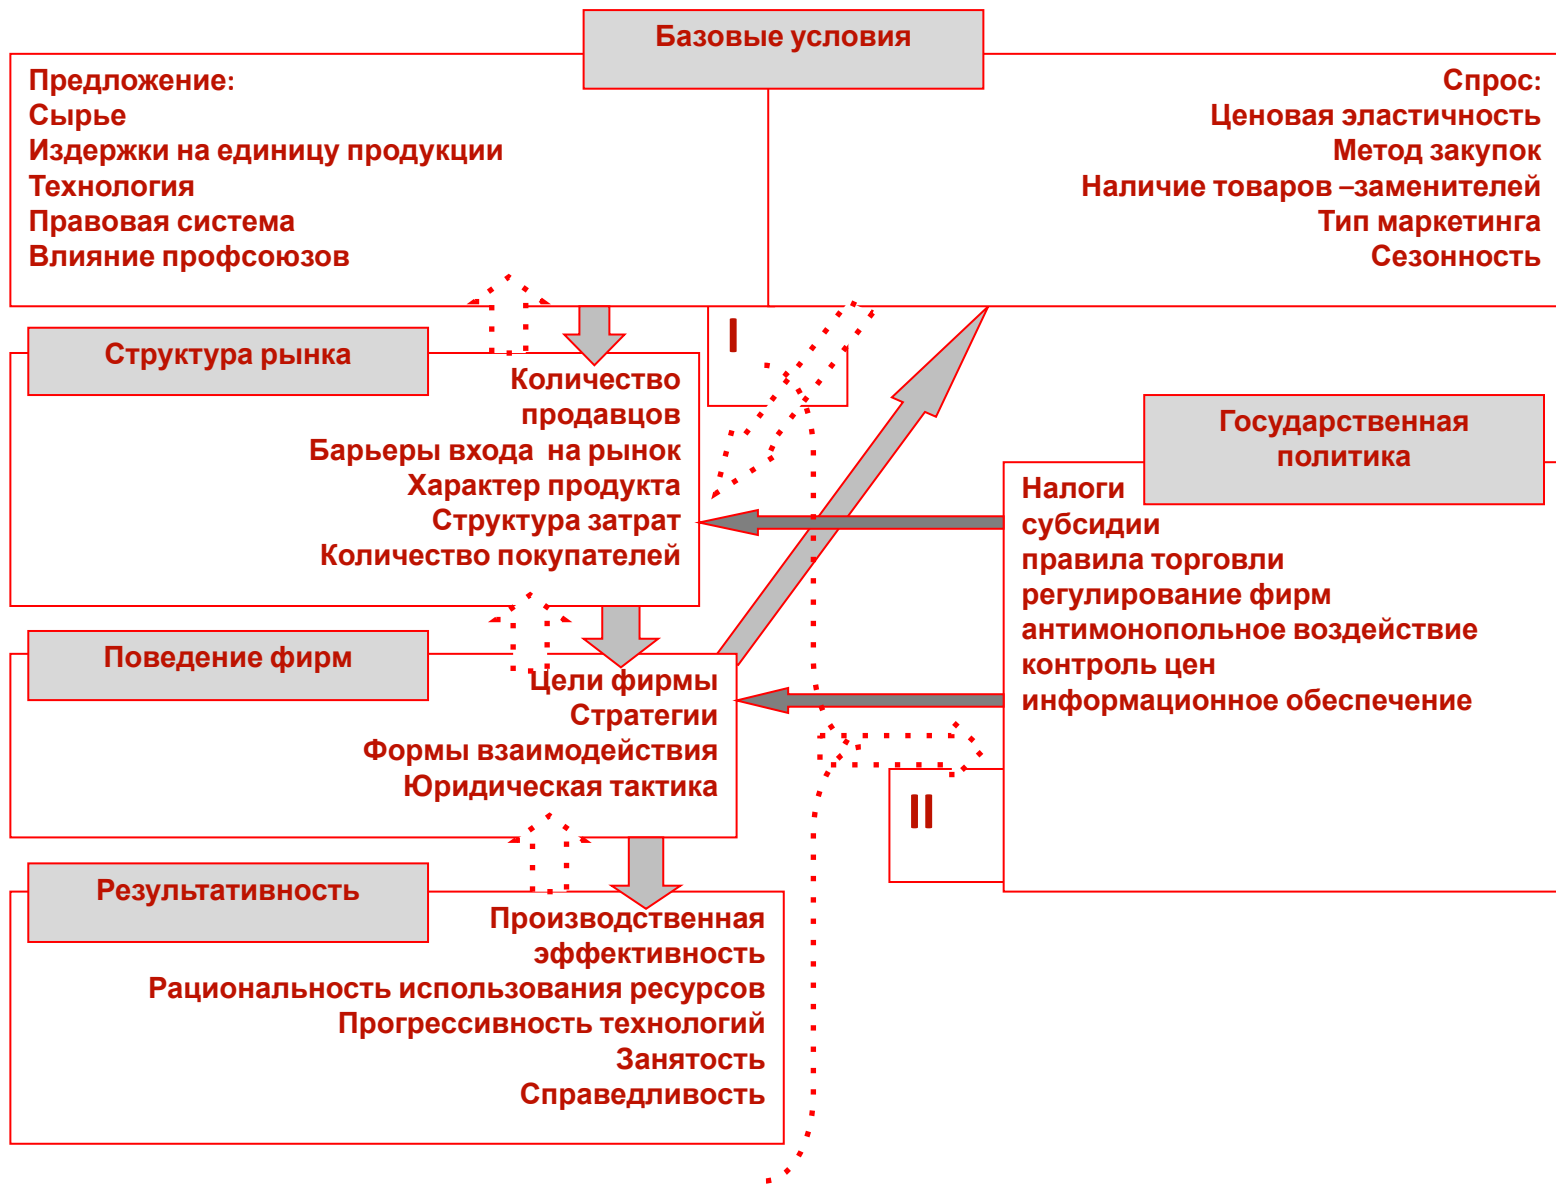 Базовые условия
Предложение:
Сырье
Издержки на единицу продукции
Технология
Правовая система
Влияние профсоюзов
Спрос:
Ценовая эластичность
Метод закупок
Наличие товаров –заменителей
Тип маркетинга
Сезонность
I
Структура рынка
Количество
продавцов
Барьеры входа на рынок
Характер продукта
Структура затрат
Количество покупателей
Государственная
политика
Налоги
субсидии
правила торговли
регулирование фирм
антимонопольное воздействие
контроль цен
информационное обеспечение
II
Поведение фирм
Цели фирмы
Стратегии
Формы взаимодействия
Юридическая тактика
Результативность
Производственная
эффективность
Рациональность использования ресурсов
Прогрессивность технологий
Занятость
Справедливость